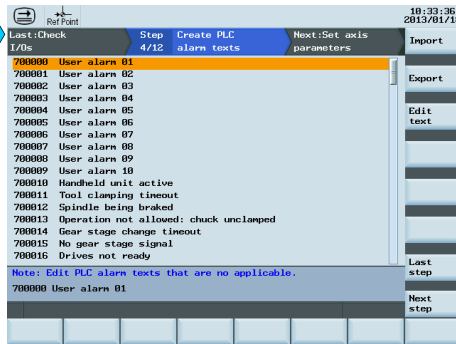 Ref Point
10:33:36
2013/01/1
Last:Check
I/Os
Step
4/12
Create PLC
alarm texts
Next:Set axis
parameters
Import
700000 User alarm 01
700001 User alarm 02
700002 User alarm 03
700003 User alarm 04
700004 User alarm 05
700005 User alarm 06
700006 User alarm 07
700007 User alarm 08
700008 User alarm 09
700009 User alarm 10
700010 Handheld unit active
700011 Tool clamping timeout
700012 Spindle being braked
700013 Operation not allowed: chuck unclamped
700014 Gear stage change timeout
700015 No gear stage signal
700016 Drives not ready
Export
Edit
text
Note: Edit PLC alarm texts that are no applicable.
700000 User alarm 01
Last
step
Next
step